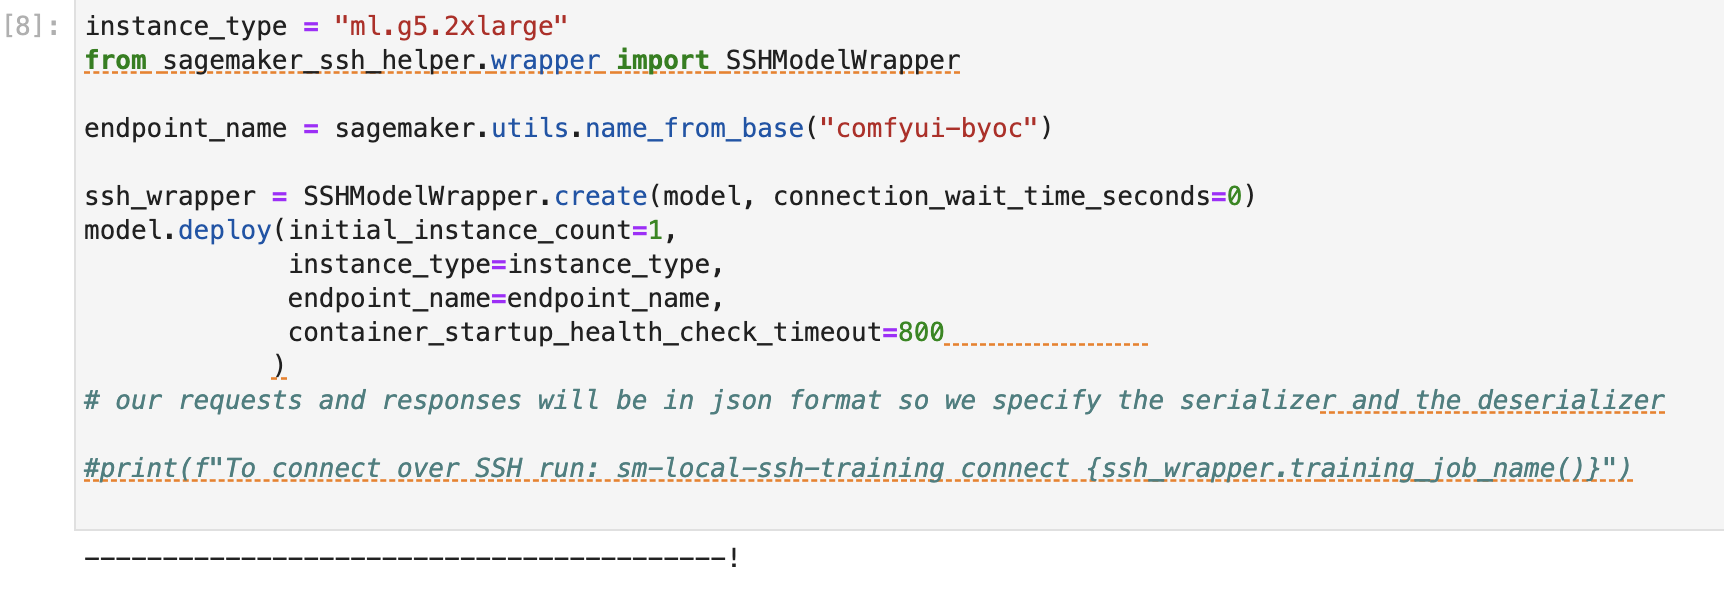 [8]: instance_type = "ml.g5.2xlarge"
from sagemaker_ssh_helper.wrapper import SSHModelWrapper
endpoint_name = sagemaker.utils.name_from_base("comfyui-byoc")
ssh_wrapper = SSHModelWrapper.create(model, connection_wait_time_seconds=0)
model.deploy(initial_instance_count=1,
instance_type=instance_type,
endpoint_name=endpoint_name,
container_startup_health_check_timeout=800
)
# our requests and responses will be in json format so we specify the serializer and the deserializer
#print(f"To connect over SSH run: sm-local-ssh-training connect {ssh_wrapper.training_job_name()}")
-----------------------------------------!